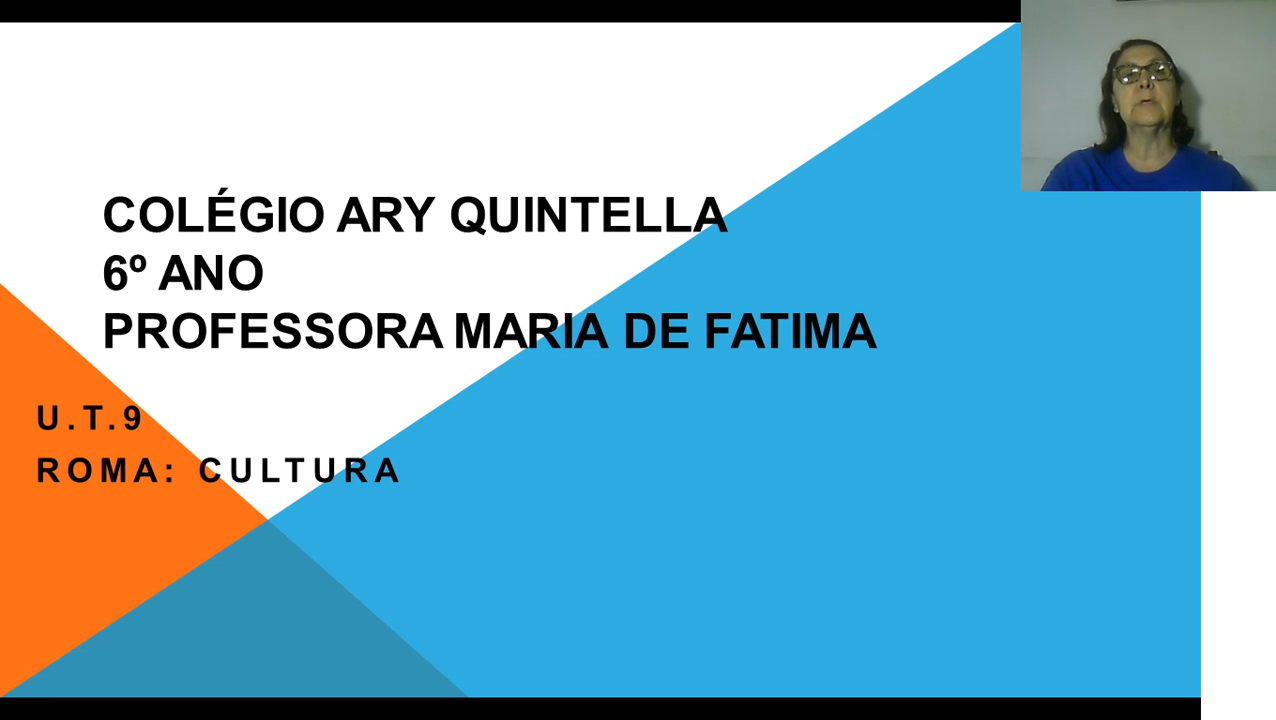 COLÉGIO ARY QUINTELLA
6º ANO
PROFESSORA MARIA DE FATIMA
U.T.9
ROMA: CULTURA